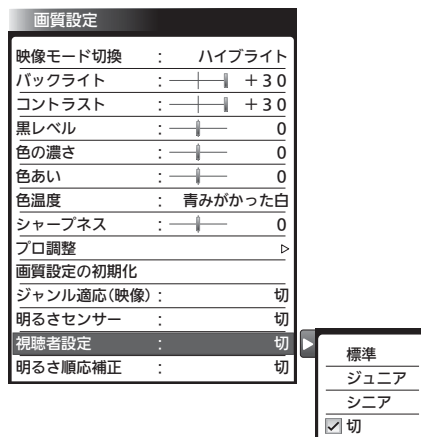 画質設定
映像モード切換 : ハイブライト
バックライト : +30
コントラスト : +30
黒レベル : 0
色の濃さ : 0
色あい : 0
色温度 : 青みがかった白
シャープネス : 0
プロ調整
画質設定の初期化
ジャンル適応(映像) : 切
明るさセンサー : 切
視聴者設定 : 切
明るさ順応補正 : 切
標準
ジュニア
シニア
切